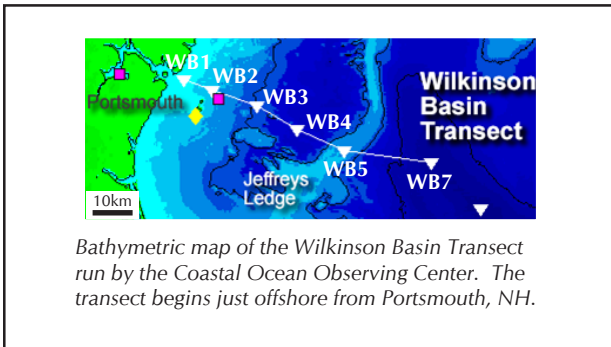 WB1
WB2
Portsmouth
WB3
WB4
WB5
WB7
Wilkinson
Basin
Transect
Jeffreys
Ledge
10km
Bathymetric map of the Wilkinson Basin Transect
run by the Coastal Ocean Observing Center.  The
transect begins just offshore from Portsmouth, NH.